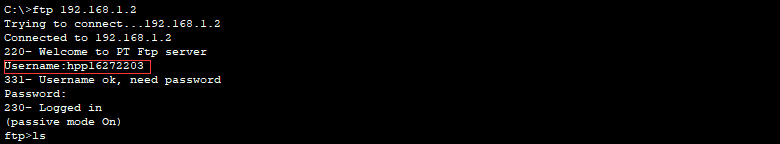 C:\>ftp 192.168.1.2
Trying to connect...192.168.1.2
Connected to 192.168.1.2
220- Welcome to PT Ftp server
Username:hpp16272203
331- Username ok, need password
Password:
230- Logged in
(passive mode On)
ftp>ls